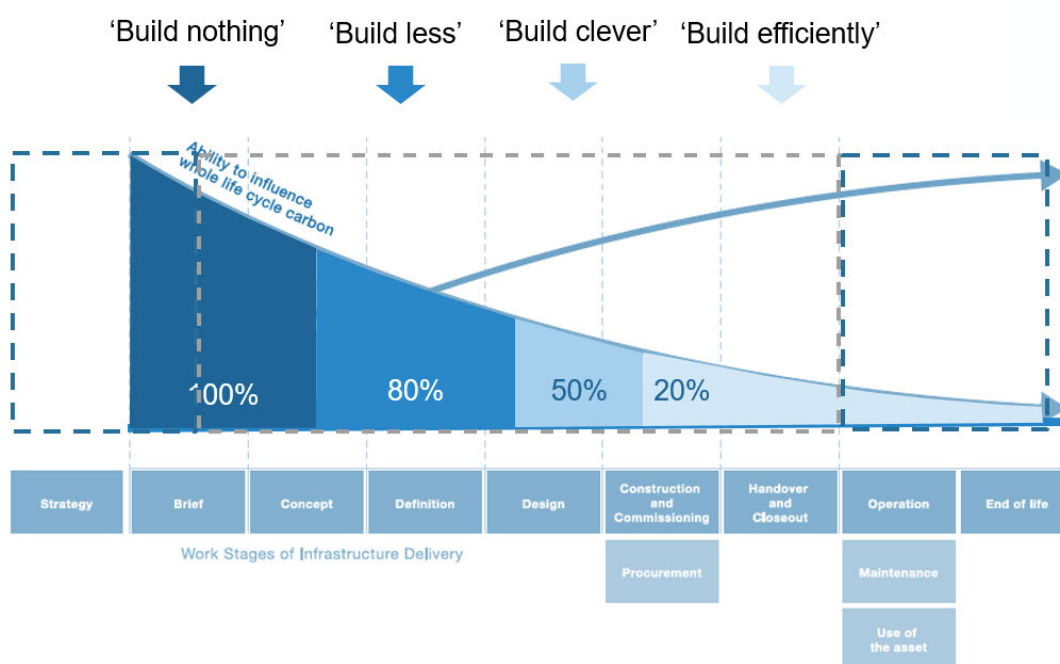 ‘Build nothing’
‘Build less’
‘Build clever’
‘Build efficiently’
Ability to influence
whole life cycle carbon
100%
80%
50%
20%
Strategy
Brief
Concept
Definition
Design
Construction
and
Commissioning
Handover
and
Closeout
Operation
End of life
Work Stages of Infrastructure Delivery
Procurement
Maintenance
Use of
the asset